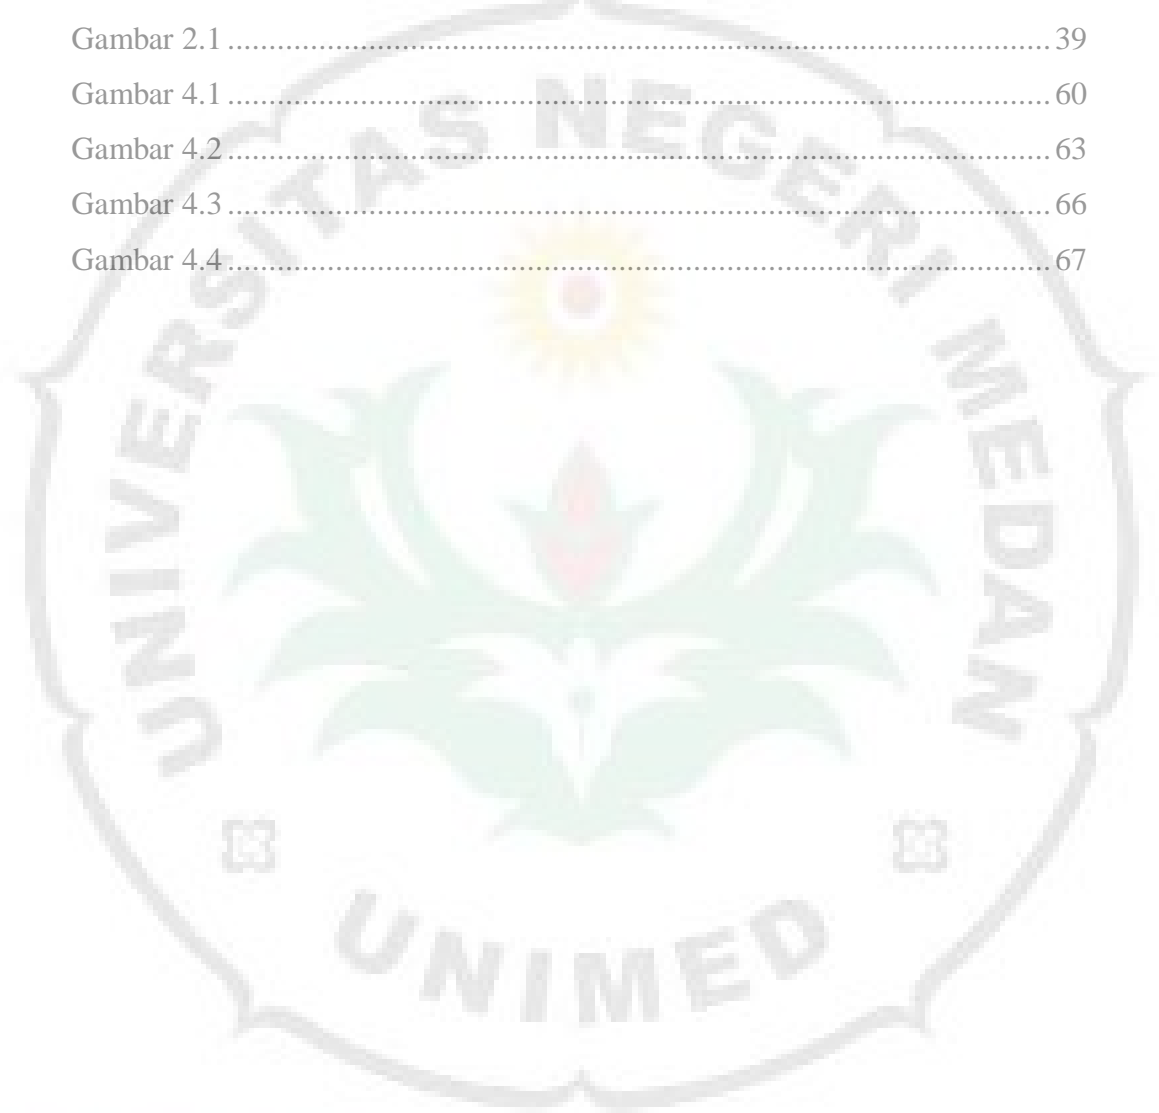 Gambar 2.1 .................................................................................................... 39
Gambar 4.1 .................................................................................................... 60
Gambar 4.2 .................................................................................................... 63
Gambar 4.3 .................................................................................................... 66
Gambar 4.4 .................................................................................................... 67
UNIVERSITAS NEGERI MEDAN
UNIMED